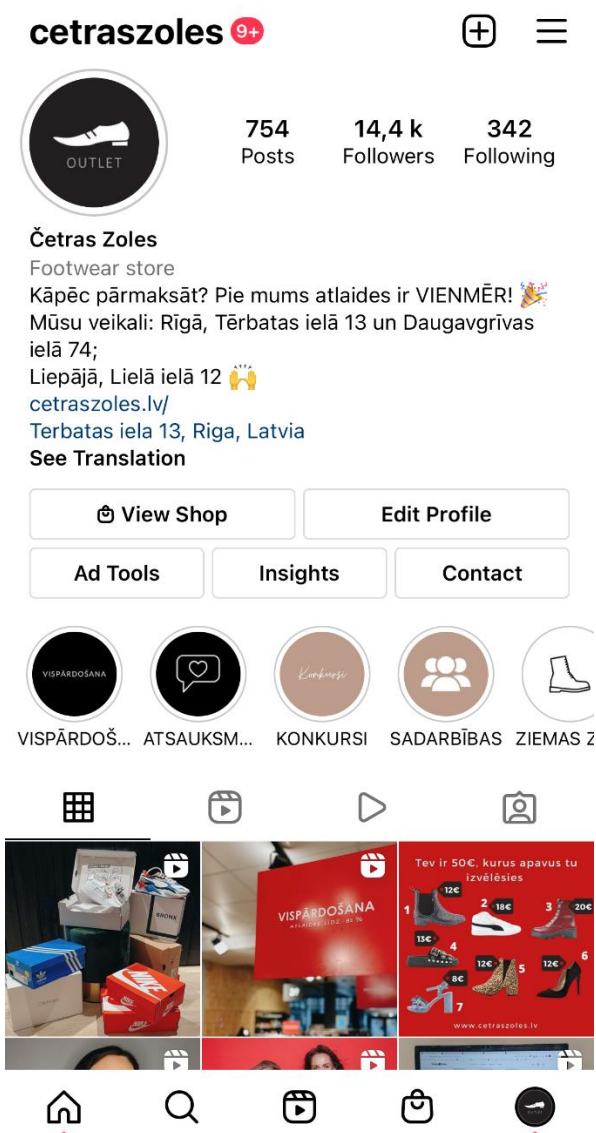 cetraszoles 9+
OUTLET
754
Posts
14,4 k
Followers
342
Following
Četras Zoles
Footwear store
Kāpēc pārmaksāt? Pie mums atlaides ir VIENMĒR! 🎉
Mūsu veikali: Rīgā, Tērbatas ielā 13 un Daugavgrīvas
ielā 74;
Liepājā, Lielā ielā 12 🙌
cetraszoles.lv/
Terbatas iela 13, Riga, Latvia
See Translation
View Shop
Edit Profile
Ad Tools
Insights
Contact
VISPĀRDOŠANA
Konkursi
VISPĀRDOŠ...
ATSAUKSM...
KONKURSI
SADARBĪBAS
ZIEMAS Z
BRONX
adidas
NIKE
VISPĀRDOŠANA
ATLAIDES LĪDZ
Tev ir 50€, kurus apavus tu
izvēlēsies
1 12€
2 18€
3 20€
13€ 4
12€ 5
12€ 6
8€ 7
www.cetraszoles.lv